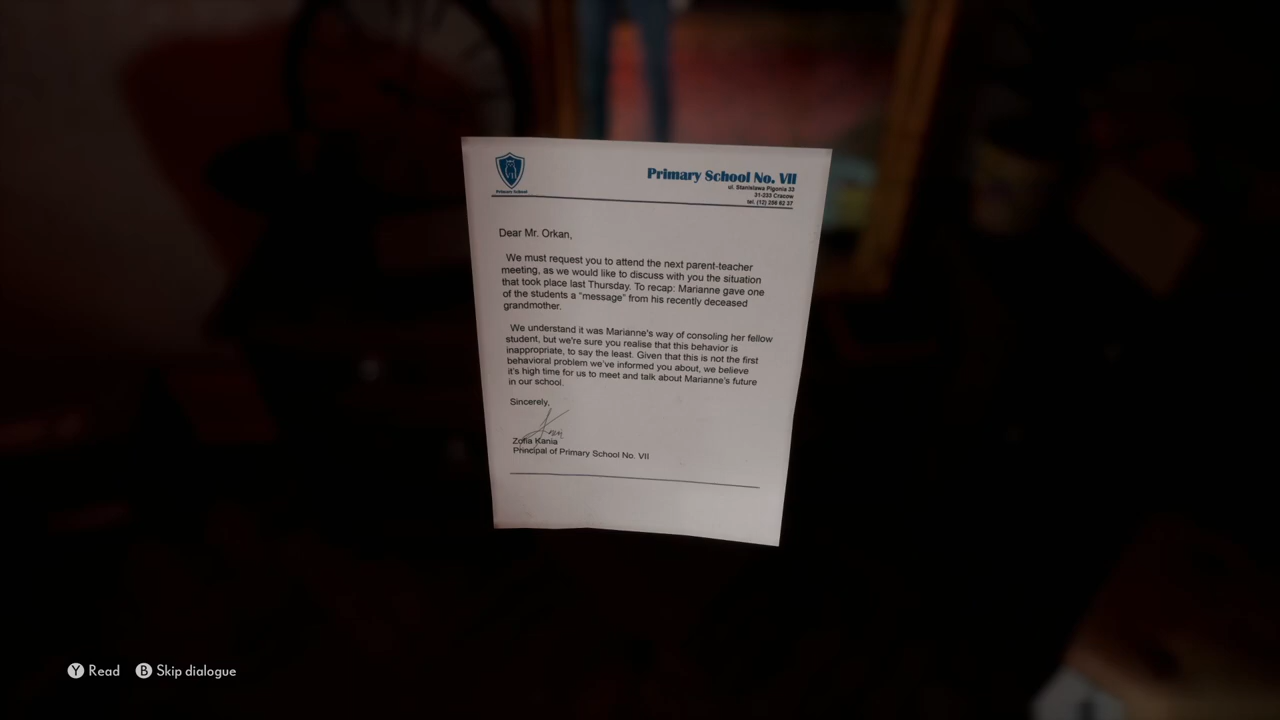 Primary School No. VII
ul. Stanisława Pigonia 33
31-233 Cracow
tel. (12) 256 62 37
Primary School
Dear Mr. Orkan,
We must request you to attend the next parent-teacher
meeting, as we would like to discuss with you the situation
that took place last Thursday. To recap: Marianne gave one
of the students a "message" from his recently deceased
grandmother.
We understand it was Marianne's way of consoling her fellow
student, but we're sure you realise that this behavior is
inappropriate, to say the least. Given that this is not the first
behavioral problem we've informed you about, we believe
it's high time for us to meet and talk about Marianne's future
in our school.
Sincerely,
Zofia Kania
Principal of Primary School No. VII
Y Read B Skip dialogue